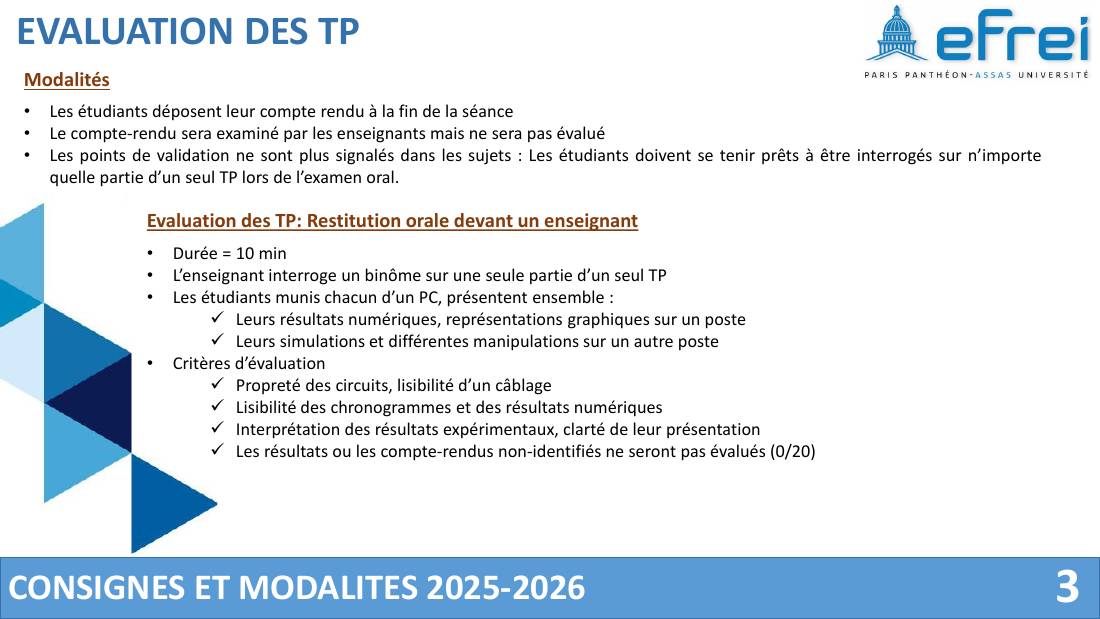 EVALUATION DES TP
efrei
PARIS PANTHÉON-ASSAS UNIVERSITÉ
Modalités
• Les étudiants déposent leur compte rendu à la fin de la séance
• Le compte-rendu sera examiné par les enseignants mais ne sera pas évalué
• Les points de validation ne sont plus signalés dans les sujets : Les étudiants doivent se tenir prêts à être interrogés sur n’importe
quelle partie d’un seul TP lors de l’examen oral.
Evaluation des TP: Restitution orale devant un enseignant
• Durée = 10 min
• L’enseignant interroge un binôme sur une seule partie d’un seul TP
• Les étudiants munis chacun d’un PC, présentent ensemble :
✓ Leurs résultats numériques, représentations graphiques sur un poste
✓ Leurs simulations et différentes manipulations sur un autre poste
• Critères d’évaluation
✓ Propreté des circuits, lisibilité d’un câblage
✓ Lisibilité des chronogrammes et des résultats numériques
✓ Interprétation des résultats expérimentaux, clarté de leur présentation
✓ Les résultats ou les compte-rendus non-identifiés ne seront pas évalués (0/20)
CONSIGNES ET MODALITES 2025-2026
3